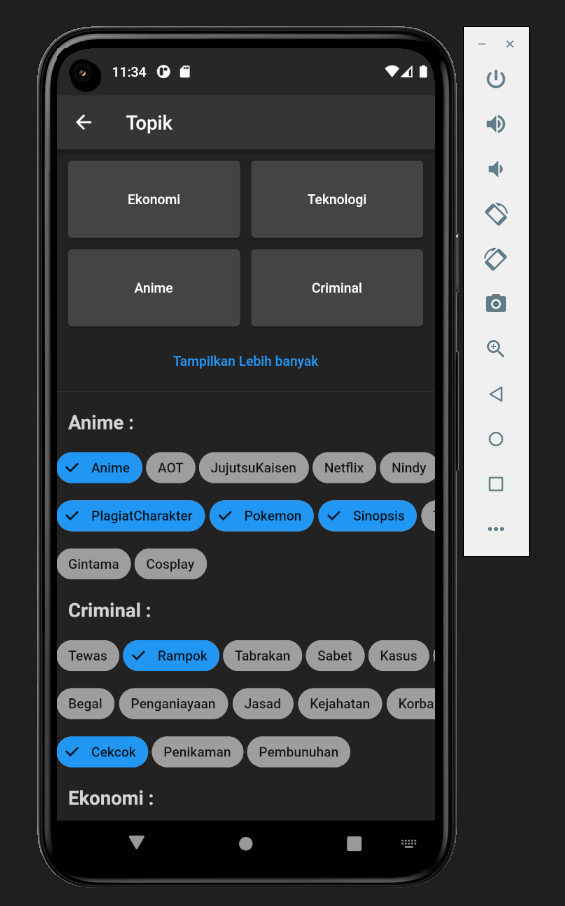 11:34
Topik
Ekonomi Teknologi
Anime Criminal
Tampilkan Lebih banyak
Anime :
Anime AOT JujutsuKaisen Netflix Nindy
PlagiatCharakter Pokemon Sinopsis
Gintama Cosplay
Criminal :
Tewas Rampok Tabrakan Sabet Kasus
Begal Penganiayaan Jasad Kejahatan Korba
Cekcok Penikaman Pembunuhan
Ekonomi :